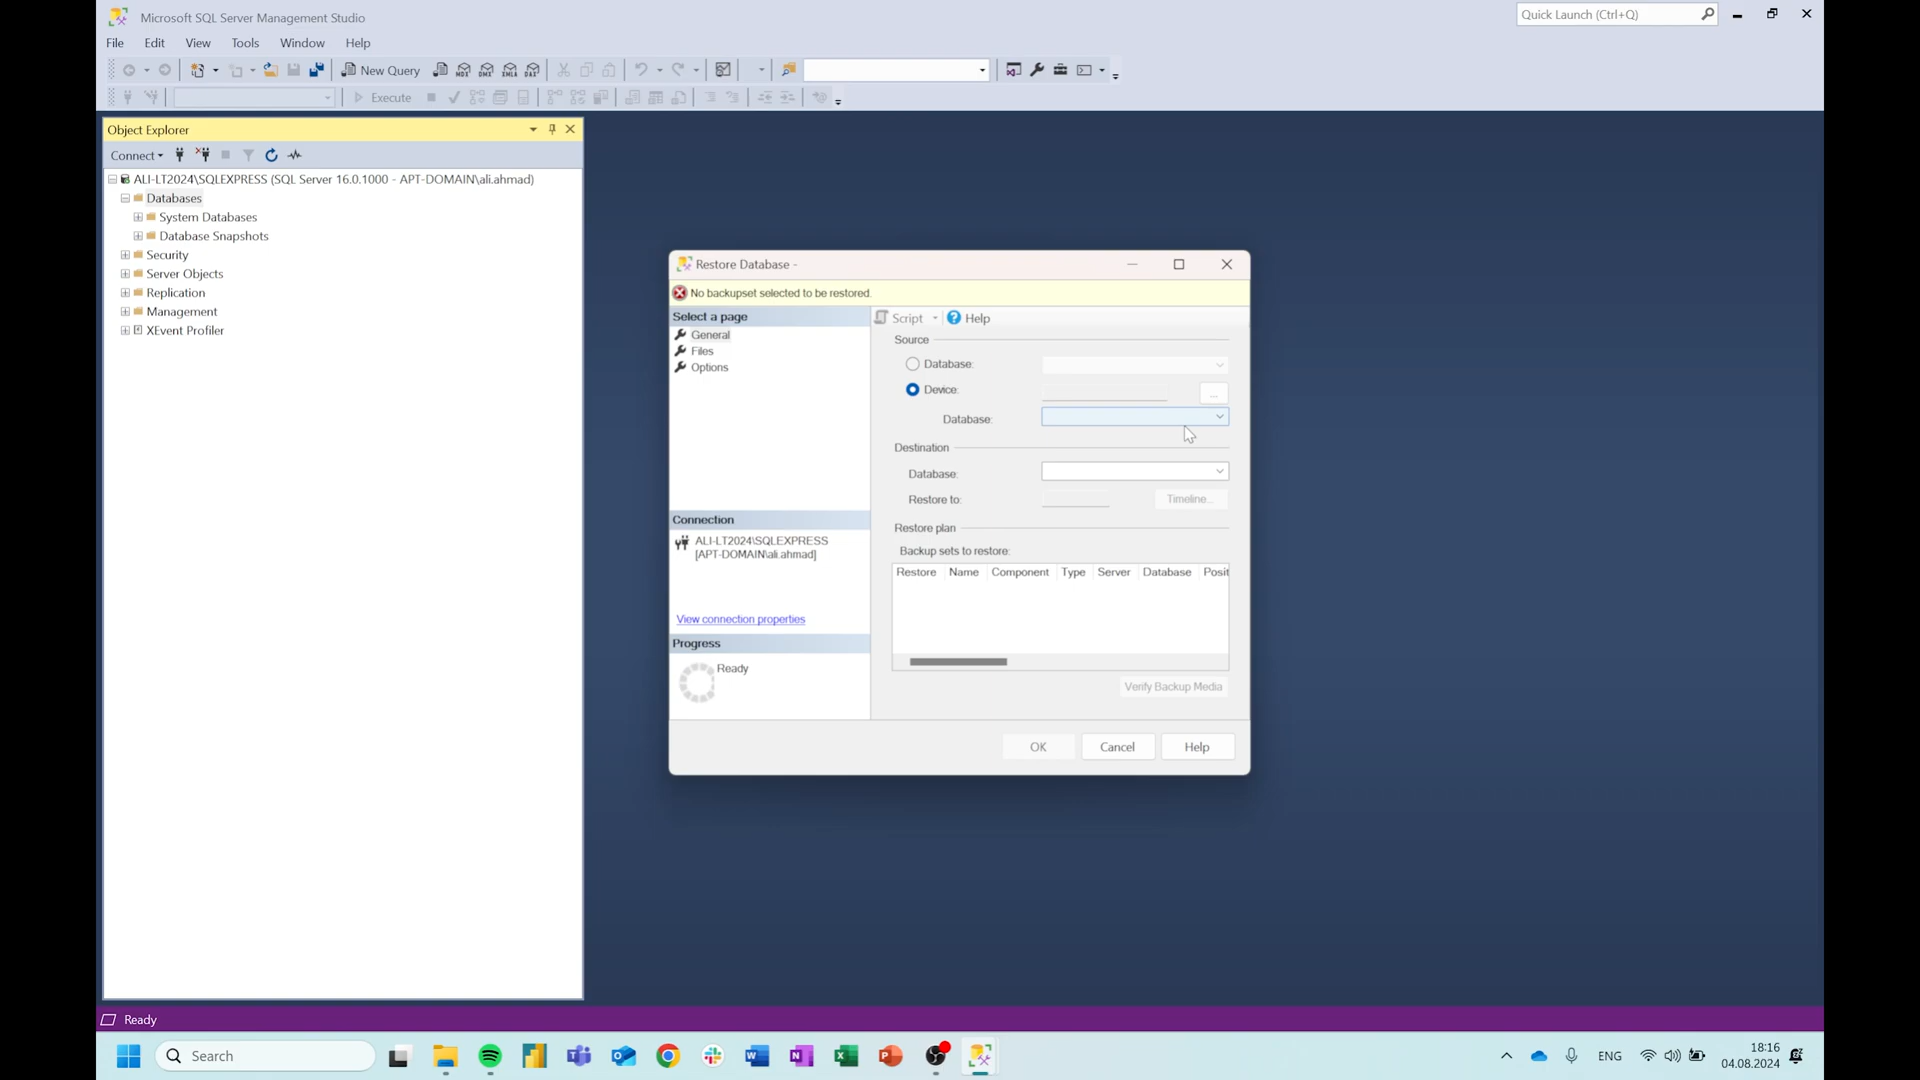 Microsoft SQL Server Management Studio
Quick Launch (Ctrl+Q)
File Edit View Tools Window Help
New Query
Execute
Object Explorer
Connect
ALI-LT2024\SQLEXPRESS (SQL Server 16.0.1000 - APT-DOMAIN\ali.ahmad)
Databases
System Databases
Database Snapshots
Security
Server Objects
Replication
Management
XEvent Profiler
Restore Database -
No backupset selected to be restored.
Select a page
General
Files
Options
Connection
ALI-LT2024\SQLEXPRESS
[APT-DOMAIN\ali.ahmad]
View connection properties
Progress
Ready
Script
Help
Source
Database:
Device:
...
Database:
Destination
Database:
Restore to:
Timeline...
Restore plan
Backup sets to restore:
Restore Name Component Type Server Database Posit
Verify Backup Media
OK Cancel Help
Ready
Search
ENG
18:16
04.08.2024